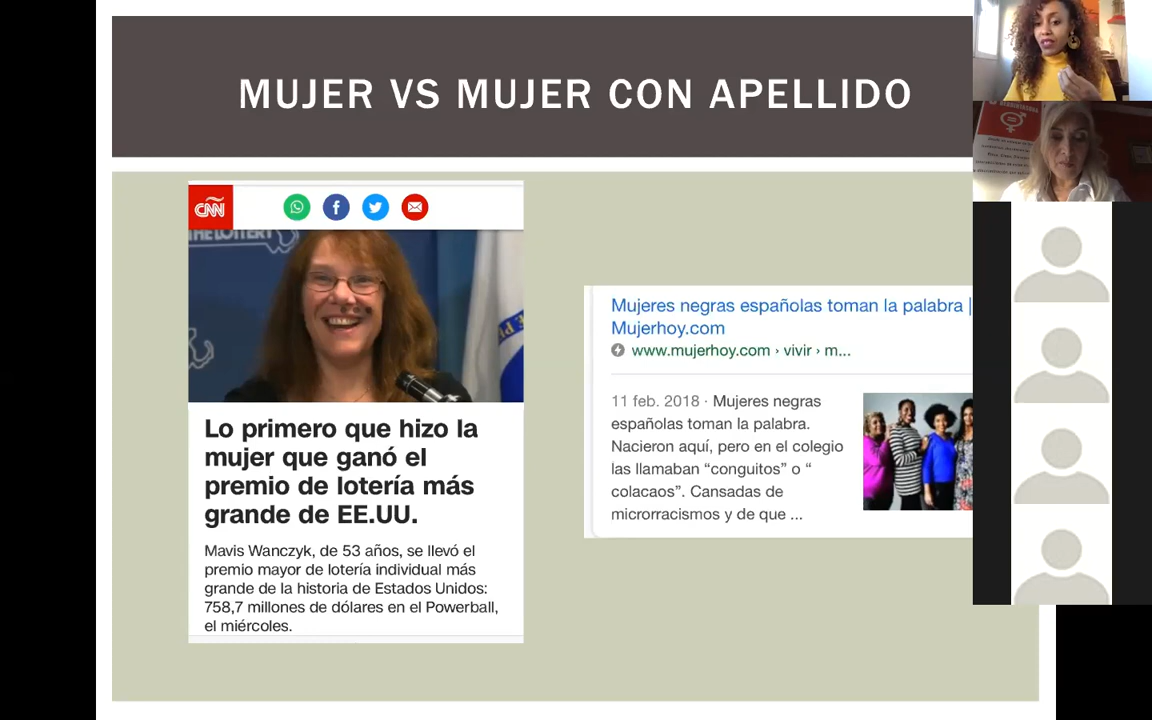 MUJER VS MUJER CON APELLIDO
CNN
THE LOTTERY
Lo primero que hizo la
mujer que ganó el
premio de lotería más
grande de EE.UU.
Mavis Wanczyk, de 53 años, se llevó el
premio mayor de lotería individual más
grande de la historia de Estados Unidos:
758,7 millones de dólares en el Powerball,
el miércoles.
Mujeres negras españolas toman la palabra |
Mujerhoy.com
www.mujerhoy.com › vivir › m...
11 feb. 2018 · Mujeres negras
españolas toman la palabra.
Nacieron aquí, pero en el colegio
las llamaban “conguitos” o “
colacaos”. Cansadas de
microrracismos y de que ...